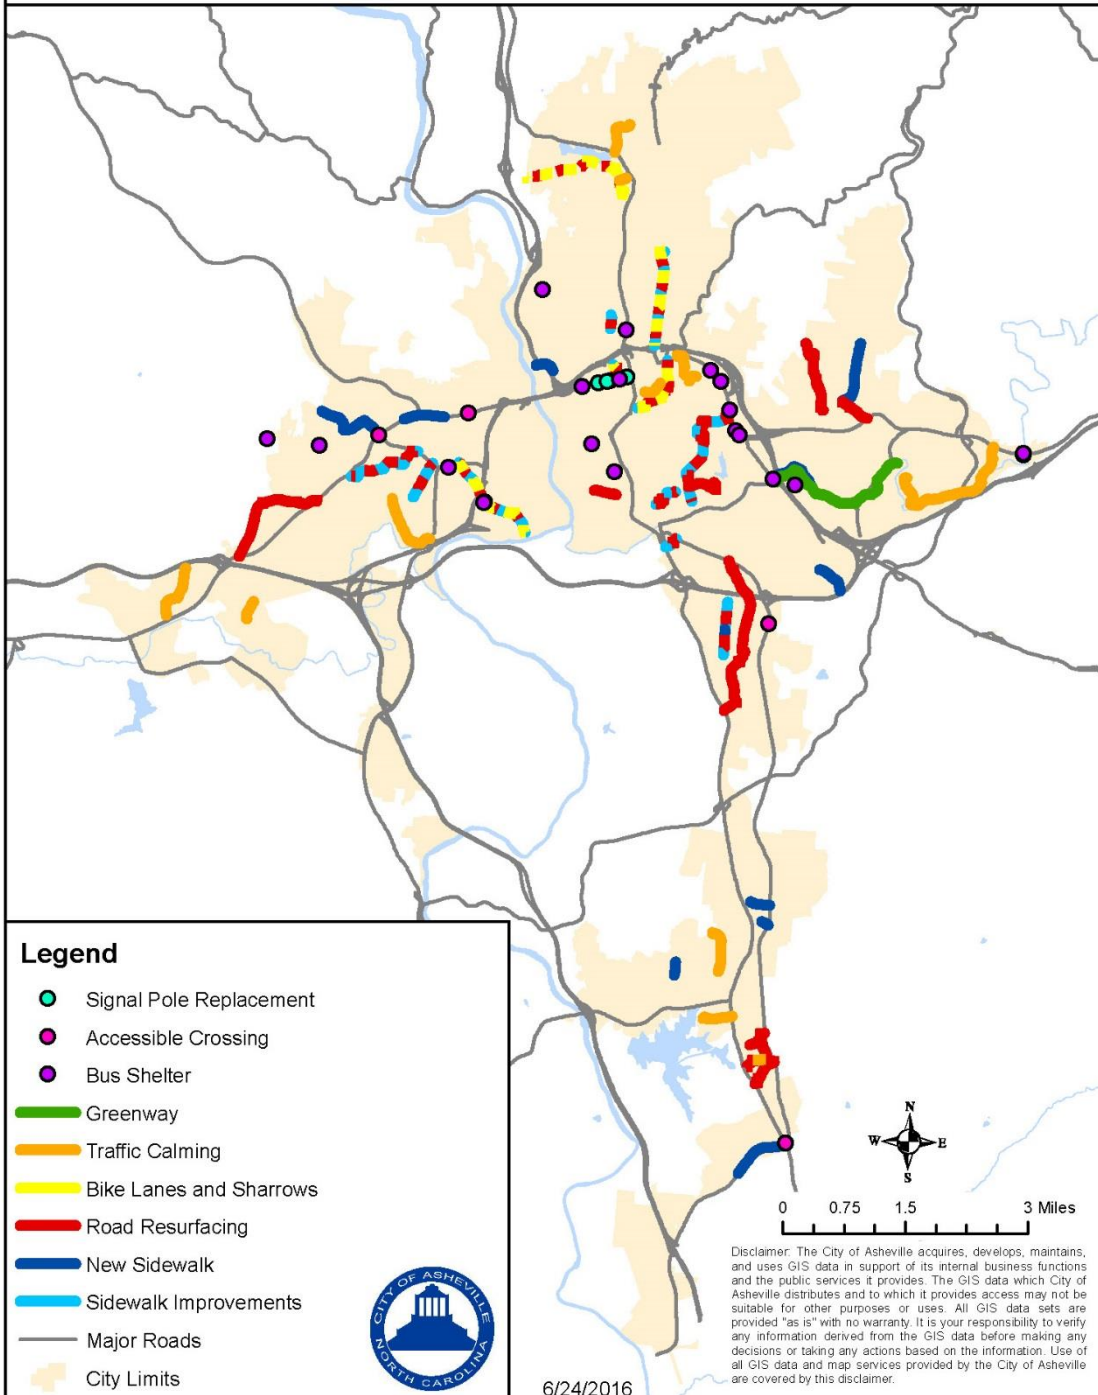 Legend
Signal Pole Replacement
Accessible Crossing
Bus Shelter
Greenway
Traffic Calming
Bike Lanes and Sharrows
Road Resurfacing
New Sidewalk
Sidewalk Improvements
Major Roads
City Limits
CITY OF ASHEVILLE
NORTH CAROLINA
6/24/2016
N
W E
S
0 0.75 1.5 3 Miles
Disclaimer: The City of Asheville acquires, develops, maintains,
and uses GIS data in support of its internal business functions
and the public services it provides. The GIS data which City of
Asheville distributes and to which it provides access may not be
suitable for other purposes or uses. All GIS data sets are
provided "as is" with no warranty. It is your responsibility to verify
any information derived from the GIS data before making any
decisions or taking any actions based on the information. Use of
all GIS data and map services provided by the City of Asheville
are covered by this disclaimer.